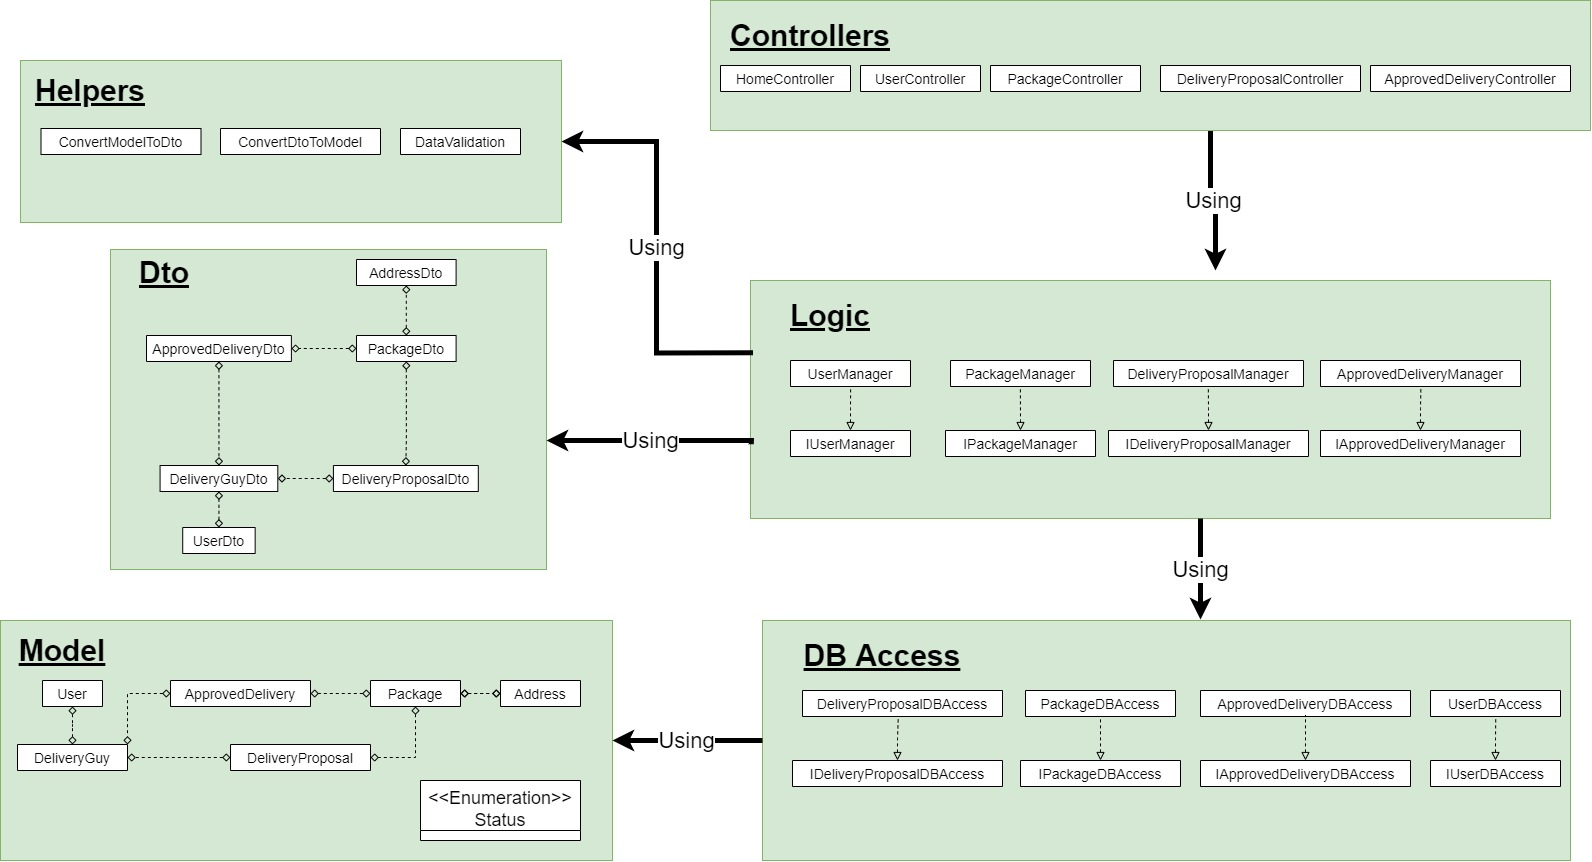 Controllers
HomeController
UserController
PackageController
DeliveryProposalController
ApprovedDeliveryController
Helpers
ConvertModelToDto
ConvertDtoToModel
DataValidation
Using
Using
Dto
AddressDto
ApprovedDeliveryDto
PackageDto
DeliveryGuyDto
DeliveryProposalDto
UserDto
Using
Logic
UserManager
PackageManager
DeliveryProposalManager
ApprovedDeliveryManager
IUserManager
IPackageManager
IDeliveryProposalManager
IApprovedDeliveryManager
Using
Model
User
ApprovedDelivery
Package
Address
DeliveryGuy
DeliveryProposal
<<Enumeration>>
Status
Using
DB Access
DeliveryProposalDBAccess
PackageDBAccess
ApprovedDeliveryDBAccess
UserDBAccess
IDeliveryProposalDBAccess
IPackageDBAccess
IApprovedDeliveryDBAccess
IUserDBAccess